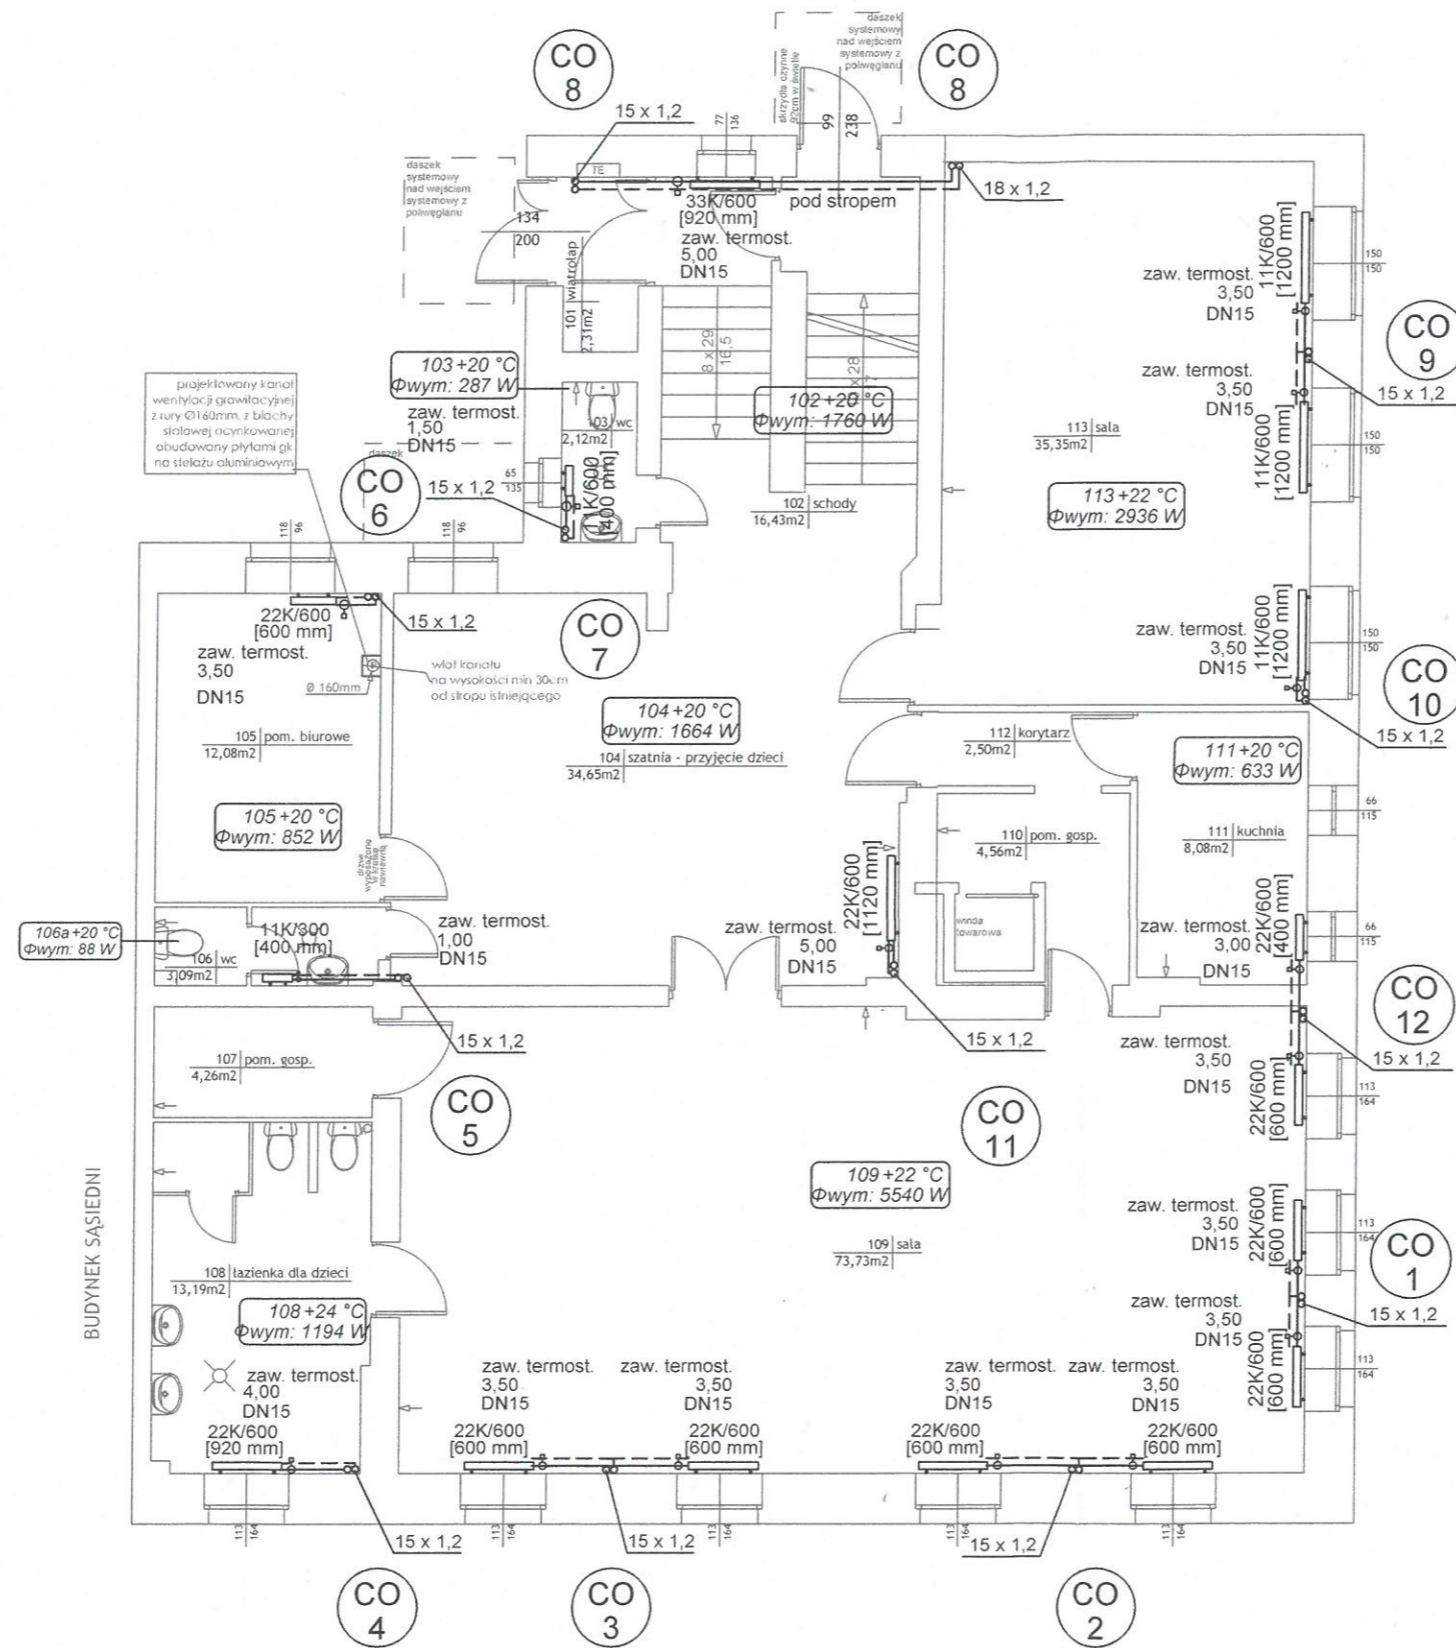 CO
8
CO
8
daszek
systemowy
nad wejściem
systemowy z
poliwęglanu
skrzydła czynne
92cm w świetle
99
238
15 x 1,2
77
136
TE
daszek
systemowy
nad wejściem
systemowy z
poliwęglanu
134
200
33K/600
[920 mm]
pod stropem
18 x 1,2
zaw. termost.
5,00
DN15
101 wiatrołap
2,31m2
8 x 29
16,5
x 28
zaw. termost.
3,50
DN15
11K/600
[1200 mm]
150
150
CO
9
15 x 1,2
zaw. termost.
3,50
DN15
11K/600
[1200 mm]
150
150
projektowany kanał
wentylacji grawitacyjnej
z rury Ø160mm. z blachy
stalowej ocynkowanej
obudowany płytami gk
na stelażu aluminiowym
103 +20 °C
Φwym: 287 W
zaw. termost.
1,50
DN15
daszek
CO
6
15 x 1,2
65
135
103 wc
2,12m2
11K/600
[400 mm]
102 +20 °C
Φwym: 1760 W
102 schody
16,43m2
113 sala
35,35m2
113 +22 °C
Φwym: 2936 W
118
96
118
96
22K/600
[600 mm]
15 x 1,2
zaw. termost.
3,50
DN15
Ø 160mm
wlot kanału
na wysokości min 30cm
od stropu istniejącego
CO
7
zaw. termost.
3,50
DN15
11K/600
[1200 mm]
150
150
CO
10
15 x 1,2
105 pom. biurowe
12,08m2
105 +20 °C
Φwym: 852 W
104 +20 °C
Φwym: 1664 W
104 szatnia - przyjęcie dzieci
34,65m2
112 korytarz
2,50m2
111 +20 °C
Φwym: 633 W
66
115
110 pom. gosp.
4,56m2
111 kuchnia
8,08m2
drzwi
wyposażone
w kratkę
nawiewną
106a +20 °C
Φwym: 88 W
106 wc
3,09m2
11K/300
[400 mm]
zaw. termost.
1,00
DN15
15 x 1,2
zaw. termost.
5,00
DN15
22K/600
[1120 mm]
15 x 1,2
winda
towarowa
zaw. termost.
3,00
DN15
22K/600
[400 mm]
66
115
CO
12
15 x 1,2
107 pom. gosp.
4,26m2
CO
5
CO
11
zaw. termost.
3,50
DN15
22K/600
[600 mm]
113
164
BUDYNEK SĄSIEDNI
109 +22 °C
Φwym: 5540 W
109 sala
73,73m2
zaw. termost.
3,50
DN15
22K/600
[600 mm]
113
164
CO
1
15 x 1,2
zaw. termost.
3,50
DN15
22K/600
[600 mm]
113
164
108 łazienka dla dzieci
13,19m2
108 +24 °C
Φwym: 1194 W
zaw. termost.
4,00
DN15
22K/600
[920 mm]
zaw. termost.
3,50
DN15
22K/600
[600 mm]
zaw. termost.
3,50
DN15
22K/600
[600 mm]
zaw. termost.
3,50
DN15
22K/600
[600 mm]
zaw. termost.
3,50
DN15
22K/600
[600 mm]
113
164
15 x 1,2
113
164
15 x 1,2
113
164
113
164
15 x 1,2
113
164
CO
4
CO
3
CO
2